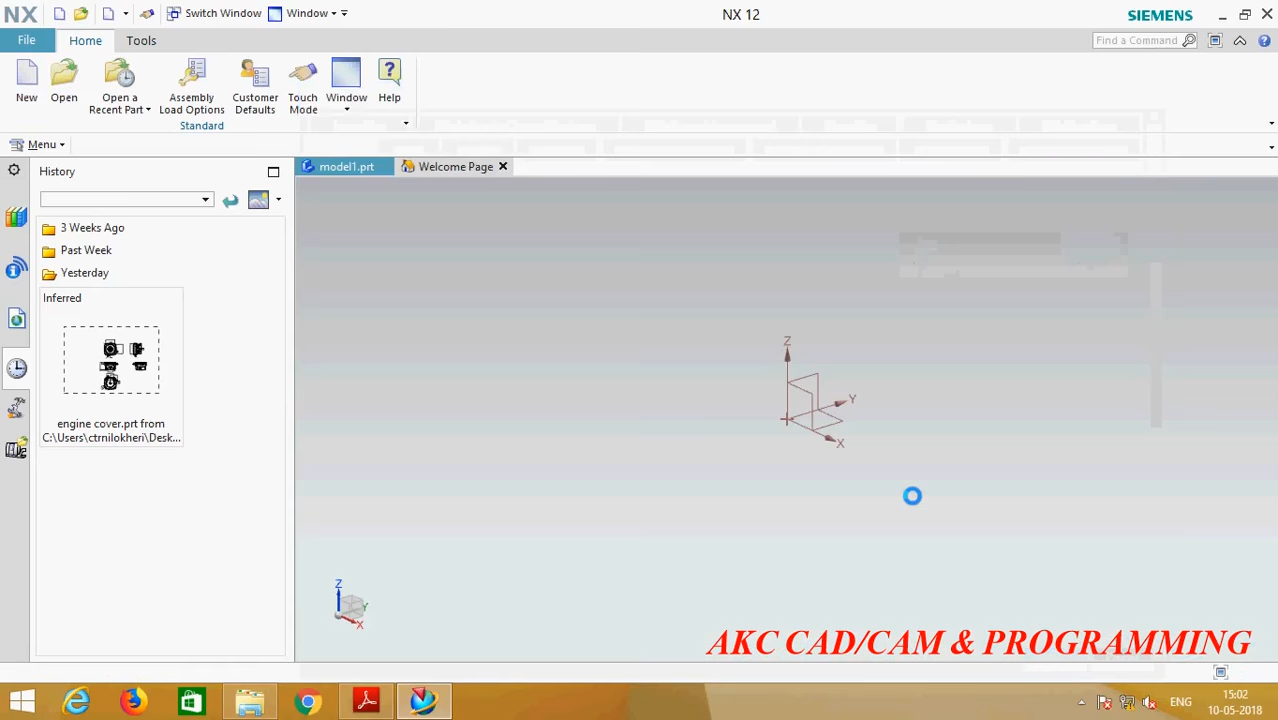 NX
Switch Window
Window
NX 12
SIEMENS
File
Home
Tools
Find a Command
New
Open
Open a
Recent Part
Assembly
Load Options
Customer
Defaults
Touch
Mode
Window
Help
Standard
Menu
History
model1.prt
Welcome Page
3 Weeks Ago
Past Week
Yesterday
Inferred
engine cover.prt from
C:\Users\ctrnilokheri\Desk...
Z
Y
X
Z
Y
X
AKC CAD/CAM & PROGRAMMING
ENG
15:02
10-05-2018